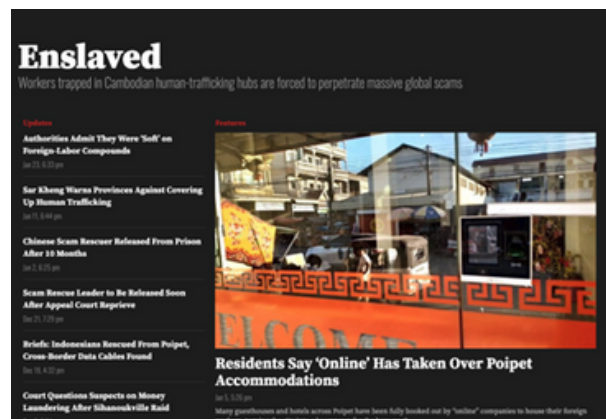 Enslaved
Workers trapped in Cambodian human-trafficking hubs are forced to perpetrate massive global scams
Updates
Authorities Admit They Were ‘Soft’ on
Foreign-Labor Compounds
Jan 23, 6:33 pm
Sar Kheng Warns Provinces Against Covering
Up Human Trafficking
Jan 11, 6:44 pm
Chinese Scam Rescuer Released From Prison
After 10 Months
Jan 2, 6:25 pm
Scam Rescue Leader to Be Released Soon
After Appeal Court Reprieve
Dec 21, 7:29 pm
Briefs: Indonesians Rescued From Poipet,
Cross-Border Data Cables Found
Dec 19, 4:32 pm
Court Questions Suspects on Money
Laundering After Sihanoukville Raid
Features
ELCOME
Residents Say ‘Online’ Has Taken Over Poipet
Accommodations
Jan 5, 5:26 pm
Many guesthouses and hotels across Poipet have been fully booked out by “online” companies to house their foreign